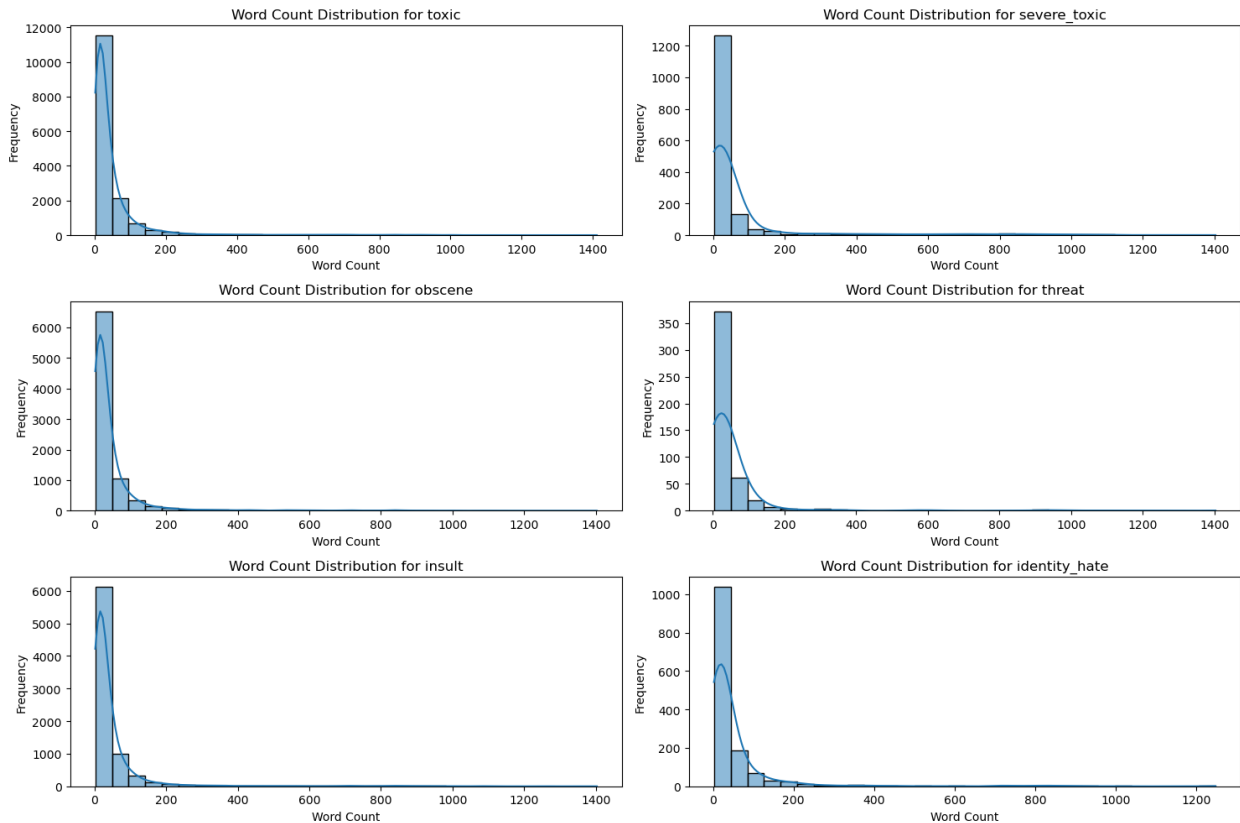 Word Count Distribution for toxic
12000
10000
8000
6000
4000
2000
0
Frequency
0 200 400 600 800 1000 1200 1400
Word Count
Word Count Distribution for severe_toxic
1200
1000
800
600
400
200
0
Frequency
0 200 400 600 800 1000 1200 1400
Word Count
Word Count Distribution for obscene
6000
5000
4000
3000
2000
1000
0
Frequency
0 200 400 600 800 1000 1200 1400
Word Count
Word Count Distribution for threat
350
300
250
200
150
100
50
0
Frequency
0 200 400 600 800 1000 1200 1400
Word Count
Word Count Distribution for insult
6000
5000
4000
3000
2000
1000
0
Frequency
0 200 400 600 800 1000 1200 1400
Word Count
Word Count Distribution for identity_hate
1000
800
600
400
200
0
Frequency
0 200 400 600 800 1000 1200
Word Count